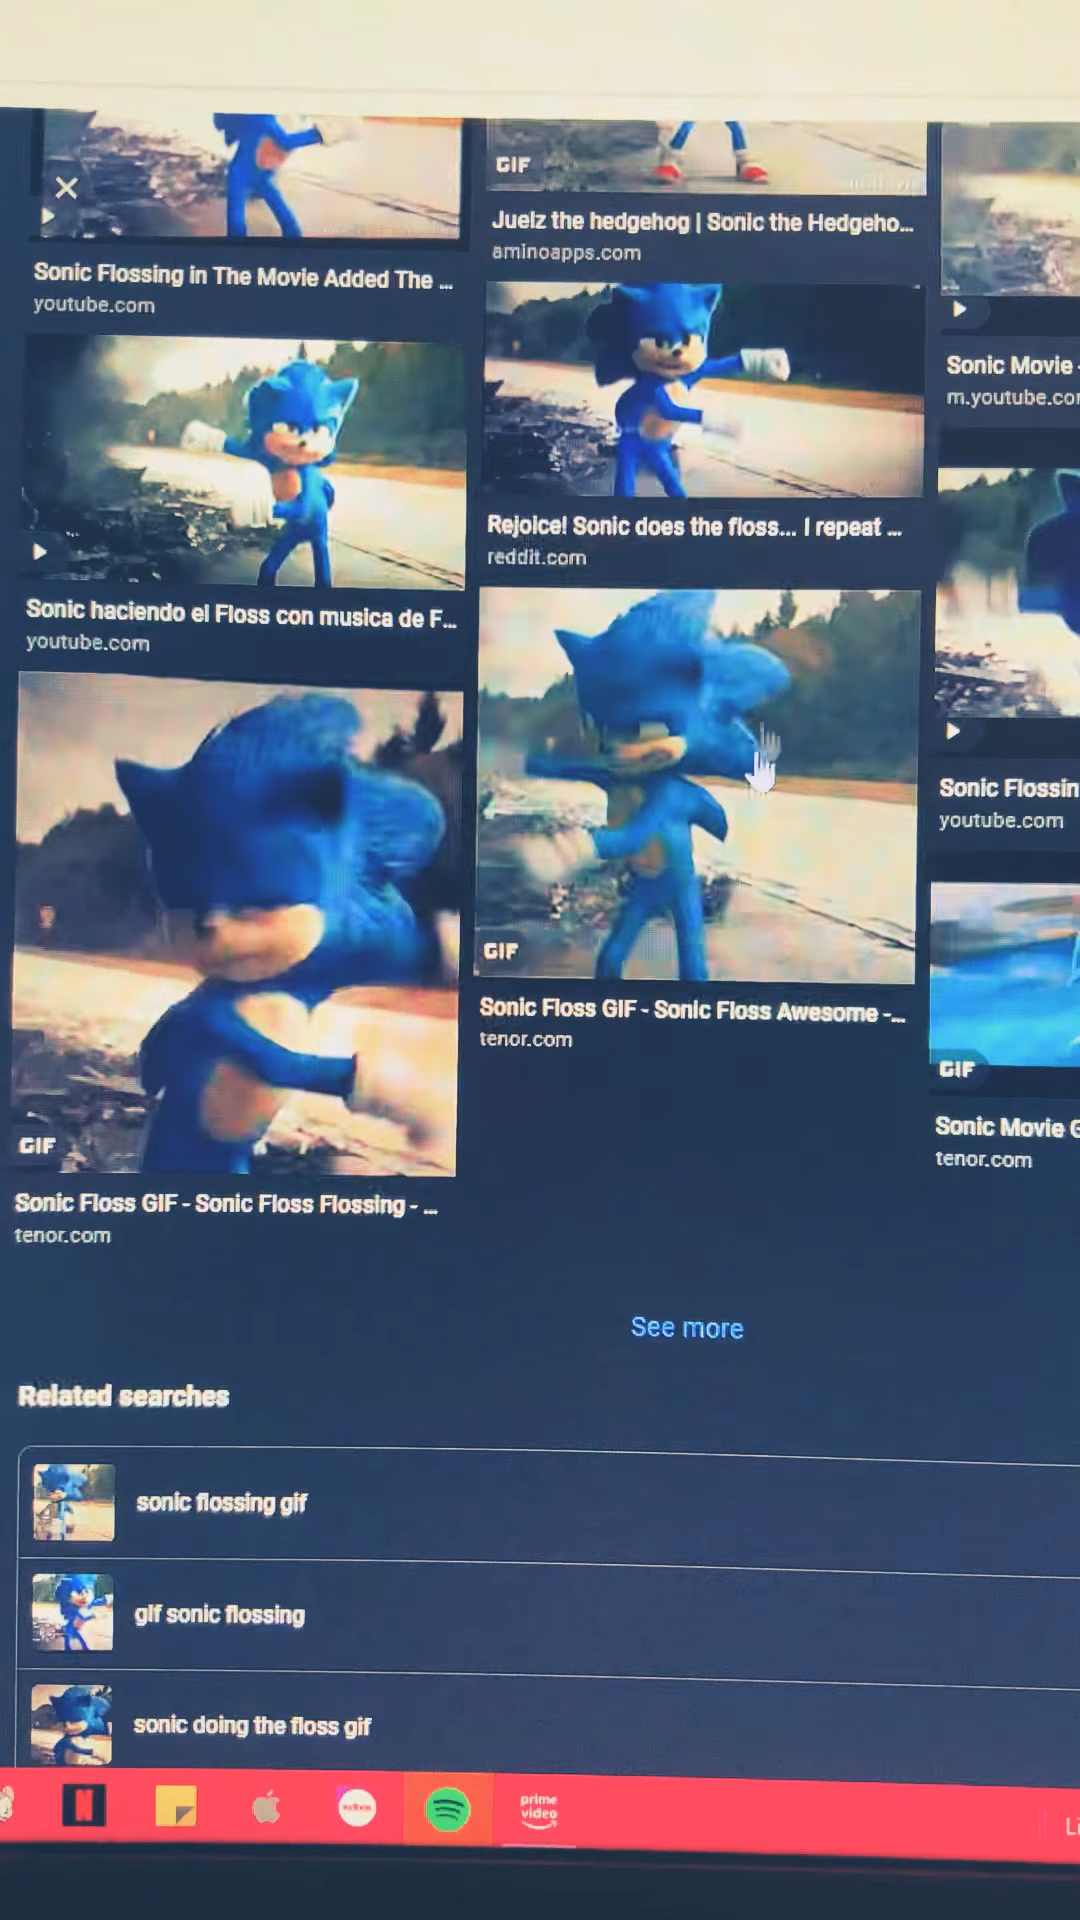 GIF
Juelz the hedgehog | Sonic the Hedgeho...
aminoapps.com
Sonic Flossing in The Movie Added The ...
youtube.com
Sonic Movie
m.youtube.co
Rejoice! Sonic does the floss... I repeat ...
reddit.com
Sonic haciendo el Floss con musica de F...
youtube.com
Sonic Flossin
youtube.com
GIF
Sonic Floss GIF - Sonic Floss Awesome -...
tenor.com
GIF
Sonic Movie G
tenor.com
GIF
Sonic Floss GIF - Sonic Floss Flossing - ...
tenor.com
See more
Related searches
sonic flossing gif
gif sonic flossing
sonic doing the floss gif
N
prime video
Li